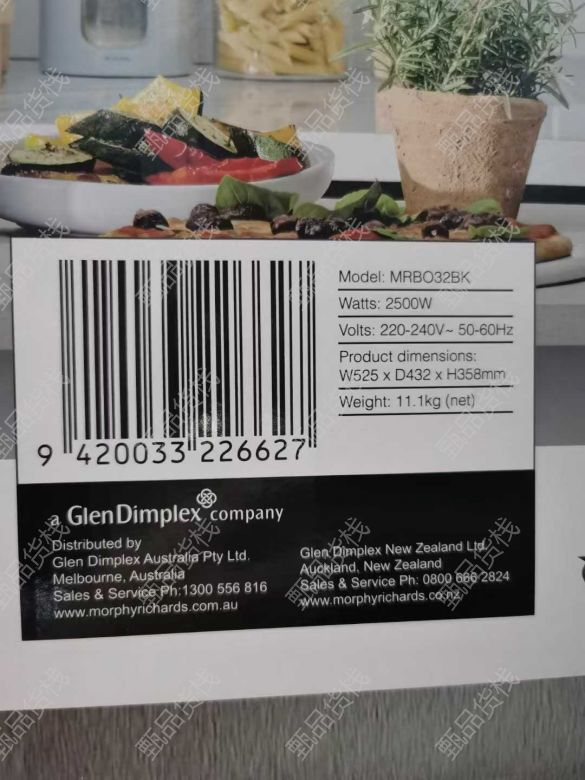 Model: MRBO32BK
Watts: 2500W
Volts: 220-240V~ 50-60Hz
Product dimensions:
W525 x D432 x H358mm
Weight: 11.1kg (net)
9 420033 226627
a GlenDimplex company
Distributed by
Glen Dimplex Australia Pty Ltd.
Melbourne, Australia
Sales & Service Ph:1300 556 816
www.morphyrichards.com.au
Glen Dimplex New Zealand Ltd.
Auckland, New Zealand
Sales & Service Ph: 0800 666 2824
www.morphyrichards.co.nz
甄品货栈